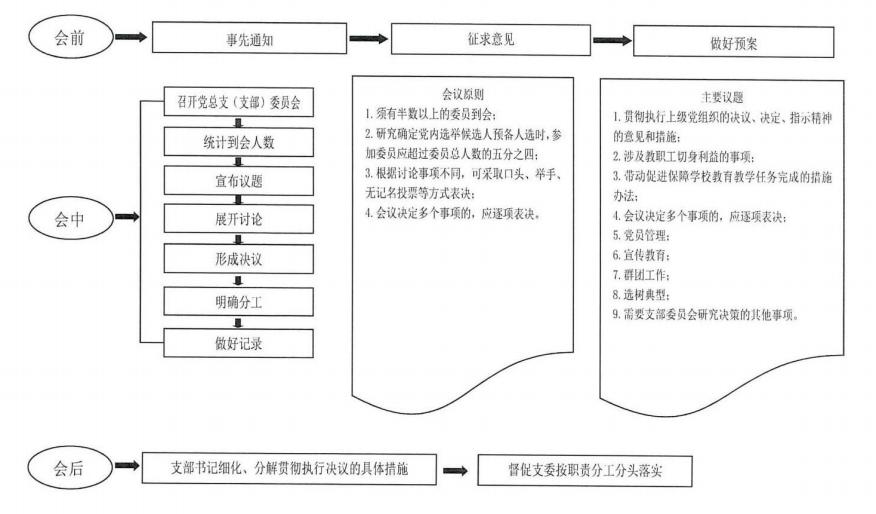 会前
事先通知
征求意见
做好预案
会中
召开党总支（支部）委员会
统计到会人数
宣布议题
展开讨论
形成决议
明确分工
做好记录
会议原则
1. 须有半数以上的委员到会；
2. 研究确定党内选举候选人预备人选时，参
加委员应超过委员总人数的五分之四；
3. 根据讨论事项不同，可采取口头、举手、
无记名投票等方式表决；
4. 会议决定多个事项的，应逐项表决。
主要议题
1. 贯彻执行上级党组织的决议、决定、指示精神
的意见和措施；
2. 涉及教职工切身利益的事项；
3. 带动促进保障学校教育教学任务完成的措施
办法；
4. 会议决定多个事项的，应逐项表决；
5. 党员管理；
6. 宣传教育；
7. 群团工作；
8. 选树典型；
9. 需要支部委员会研究决策的其他事项。
会后
支部书记细化、分解贯彻执行决议的具体措施
督促支委按职责分工分头落实